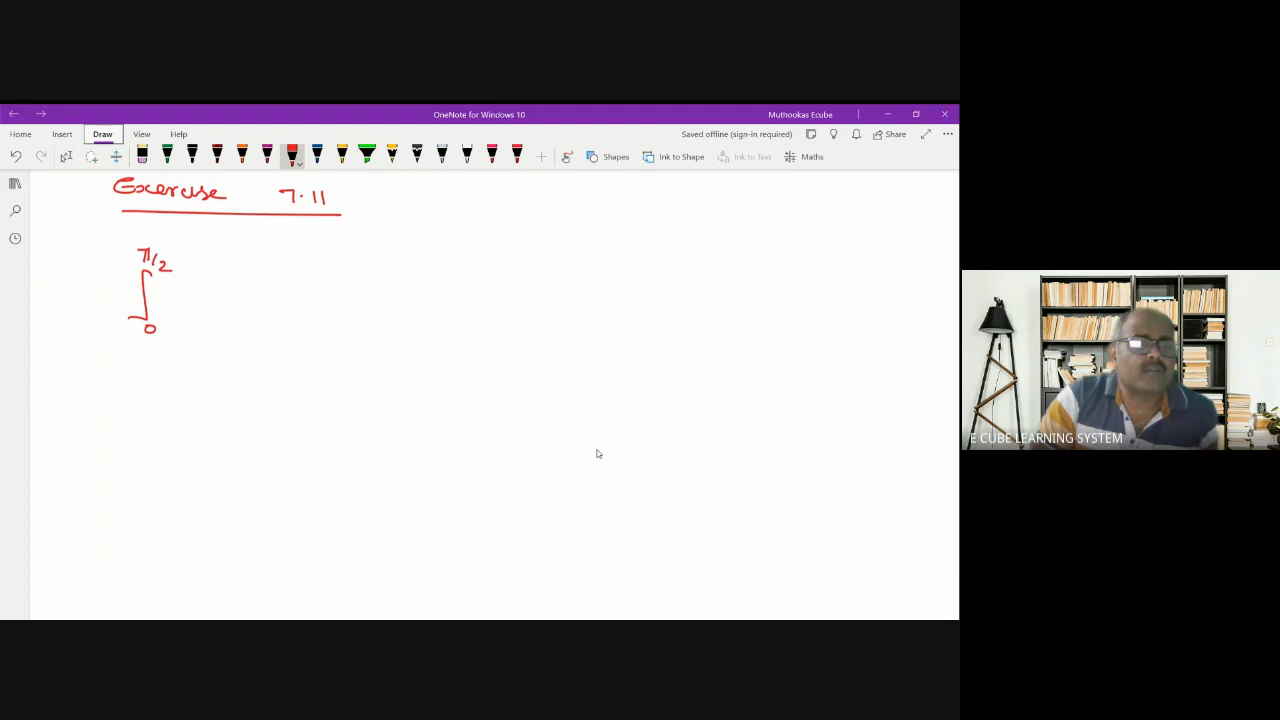 OneNote for Windows 10
Muthookas Ecube
Home Insert Draw View Help
Saved offline (sign-in required) Share
Shapes Ink to Shape Ink to Text Maths
Exercise 7.11
π/2
∫
0
E CUBE LEARNING SYSTEM